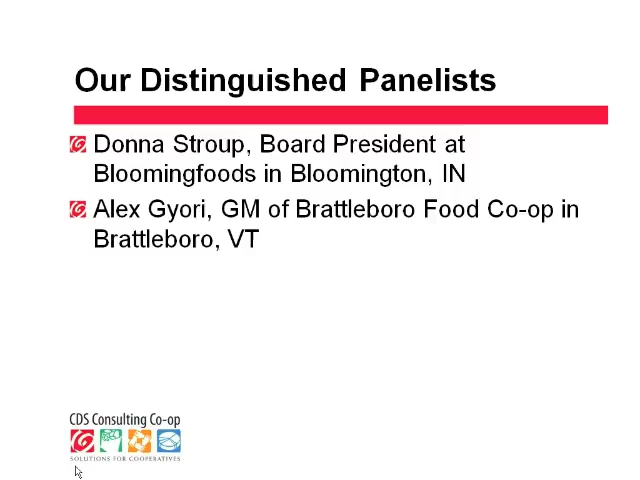 Our Distinguished Panelists
Donna Stroup, Board President at
Bloomingfoods in Bloomington, IN
Alex Gyori, GM of Brattleboro Food Co-op in
Brattleboro, VT
CDS Consulting Co-op
SOLUTIONS FOR COOPERATIVES